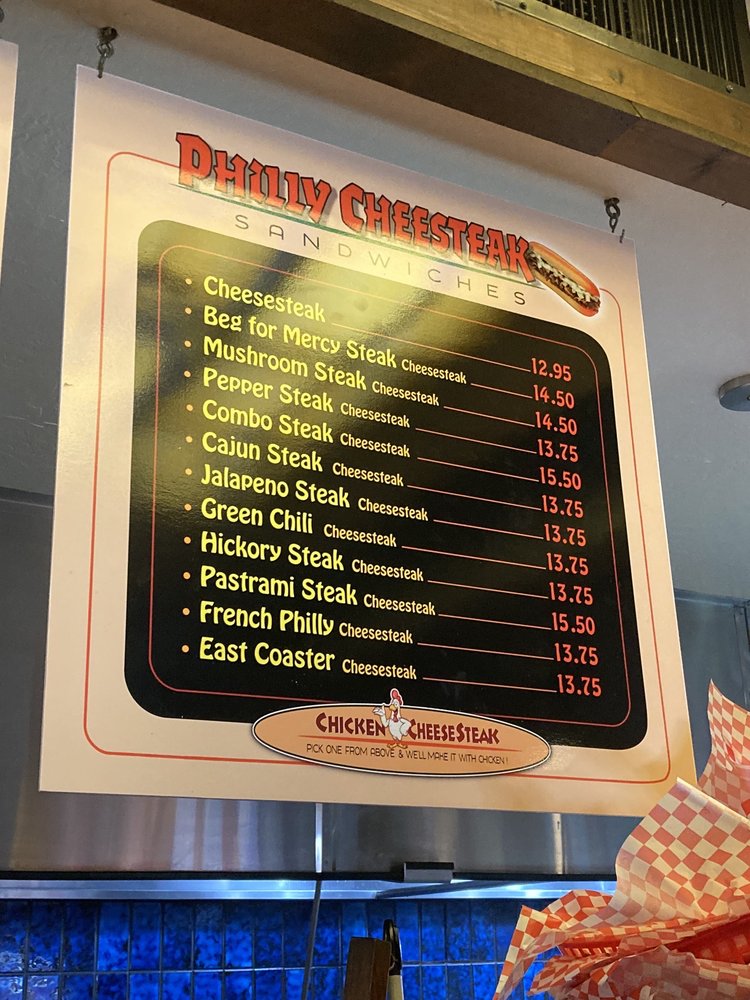 Philly Cheesteak
SANDWICHES
• Cheesesteak 12.95
• Beg for Mercy Steak Cheesesteak 14.50
• Mushroom Steak Cheesesteak 14.50
• Pepper Steak Cheesesteak 13.75
• Combo Steak Cheesesteak 15.50
• Cajun Steak Cheesesteak 13.75
• Jalapeno Steak Cheesesteak 13.75
• Green Chili Cheesesteak 13.75
• Hickory Steak Cheesesteak 13.75
• Pastrami Steak Cheesesteak 15.50
• French Philly Cheesesteak 13.75
• East Coaster Cheesesteak 13.75
CHICKEN CHEESESTEAK
PICK ONE FROM ABOVE & WE'LL MAKE IT WITH CHICKEN!